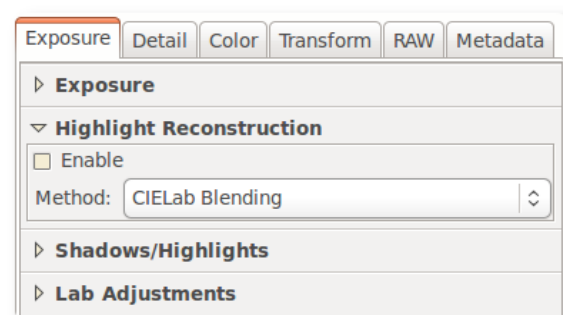 Exposure Detail Color Transform RAW Metadata
Exposure
Highlight Reconstruction
Enable
Method: CIELab Blending
Shadows/Highlights
Lab Adjustments